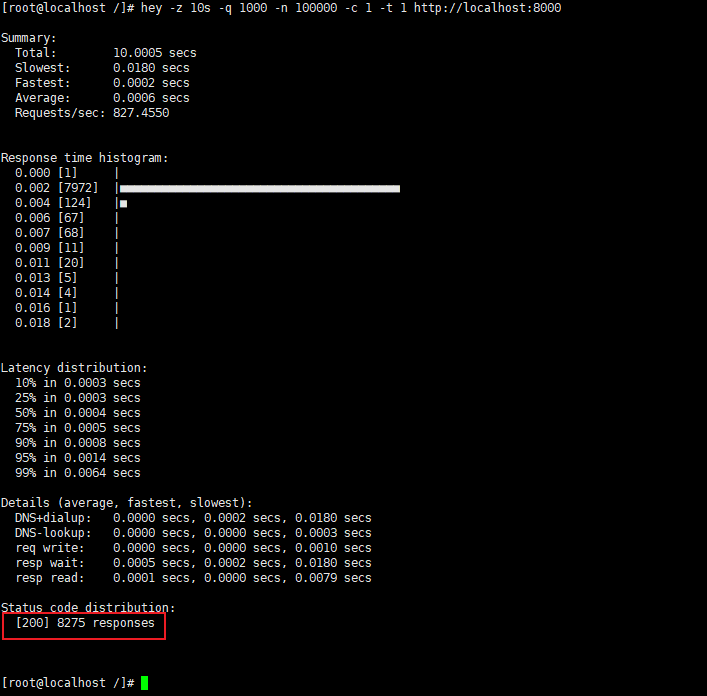 [root@localhost /]# hey -z 10s -q 1000 -n 100000 -c 1 -t 1 http://localhost:8000
Summary:
Total: 10.0005 secs
Slowest: 0.0180 secs
Fastest: 0.0002 secs
Average: 0.0006 secs
Requests/sec: 827.4550
Response time histogram:
0.000 [1] |
0.002 [7972] |■■■■■■■■■■■■■■■■■■■■■■■■■■■■■■■■■■■■■■■■
0.004 [124] |■
0.006 [67] |
0.007 [68] |
0.009 [11] |
0.011 [20] |
0.013 [5] |
0.014 [4] |
0.016 [1] |
0.018 [2] |
Latency distribution:
10% in 0.0003 secs
25% in 0.0003 secs
50% in 0.0004 secs
75% in 0.0005 secs
90% in 0.0008 secs
95% in 0.0014 secs
99% in 0.0064 secs
Details (average, fastest, slowest):
DNS+dialup: 0.0000 secs, 0.0002 secs, 0.0180 secs
DNS-lookup: 0.0000 secs, 0.0000 secs, 0.0003 secs
req write: 0.0000 secs, 0.0000 secs, 0.0010 secs
resp wait: 0.0005 secs, 0.0002 secs, 0.0180 secs
resp read: 0.0001 secs, 0.0000 secs, 0.0079 secs
Status code distribution:
[200] 8275 responses
[root@localhost /]#